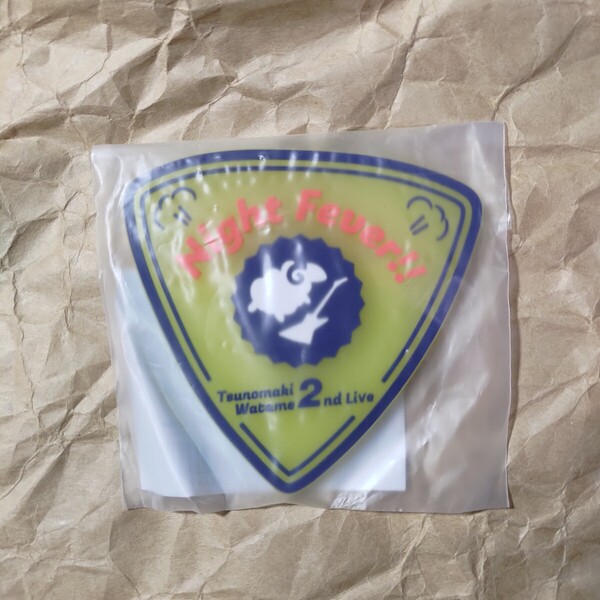 Night Fever!!
Tsunomaki
Watame 2nd Live